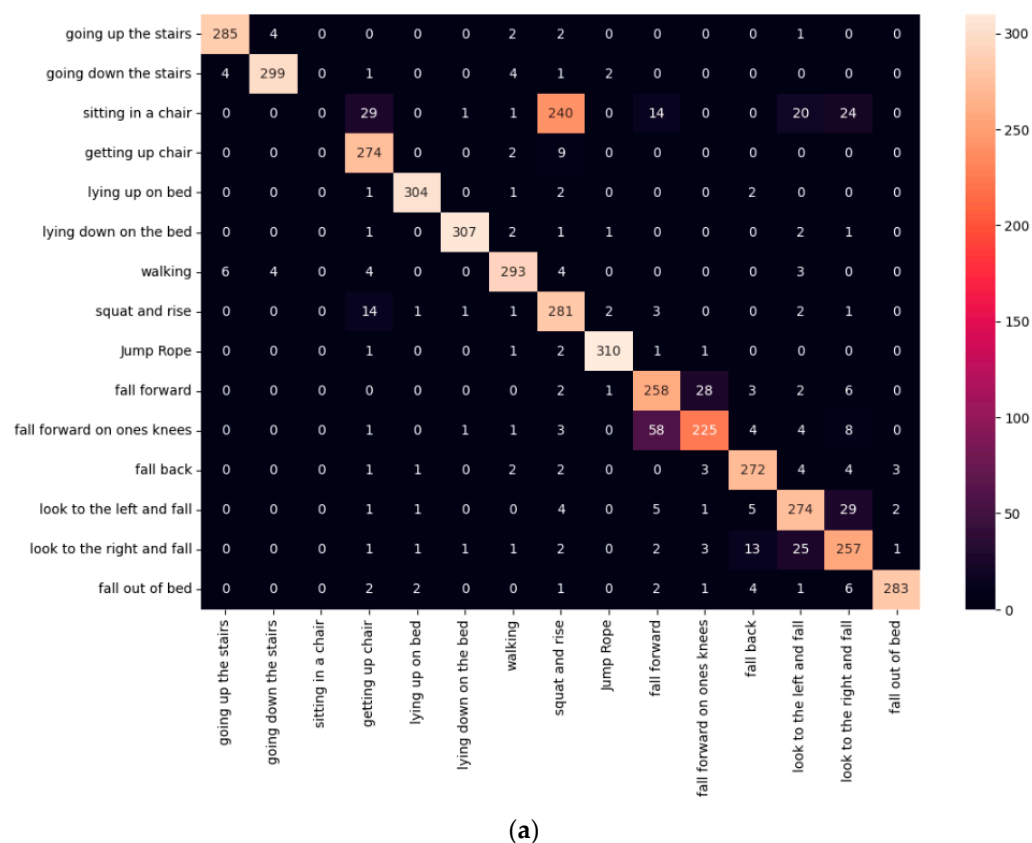 going up the stairs 285 4 0 0 0 0 2 2 0 0 0 0 1 0 0
going down the stairs 4 299 0 1 0 0 4 1 2 0 0 0 0 0 0
sitting in a chair 0 0 0 29 0 1 1 240 0 14 0 0 20 24 0
getting up chair 0 0 0 274 0 0 2 9 0 0 0 0 0 0 0
lying up on bed 0 0 0 1 304 0 1 2 0 0 0 2 0 0 0
lying down on the bed 0 0 0 1 0 307 2 1 1 0 0 0 2 1 0
walking 6 4 0 4 0 0 293 4 0 0 0 0 3 0 0
squat and rise 0 0 0 14 1 1 1 281 2 3 0 0 2 1 0
Jump Rope 0 0 0 1 0 0 1 2 310 1 1 0 0 0 0
fall forward 0 0 0 0 0 0 0 2 1 258 28 3 2 6 0
fall forward on ones knees 0 0 0 1 0 1 1 3 0 58 225 4 4 8 0
fall back 0 0 0 1 1 0 2 2 0 0 3 272 4 4 3
look to the left and fall 0 0 0 1 1 0 0 4 0 5 1 5 274 29 2
look to the right and fall 0 0 0 1 1 1 1 2 0 2 3 13 25 257 1
fall out of bed 0 0 0 2 2 0 0 1 0 2 1 4 1 6 283
going up the stairs
going down the stairs
sitting in a chair
getting up chair
lying up on bed
lying down on the bed
walking
squat and rise
Jump Rope
fall forward
fall forward on ones knees
fall back
look to the left and fall
look to the right and fall
fall out of bed
300
250
200
150
100
50
0
(a)